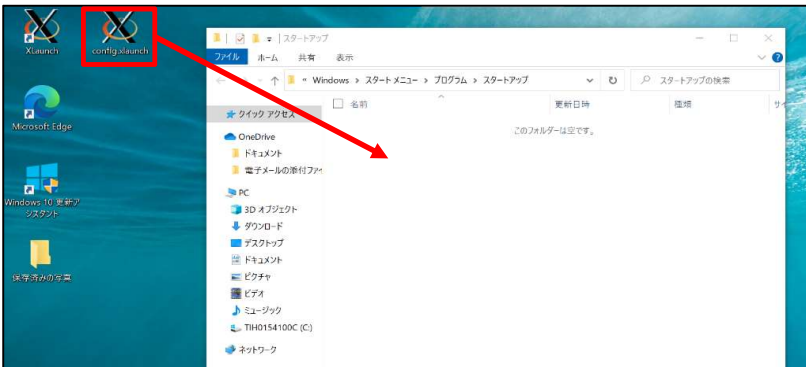 XLaunch
config.xlaunch
Microsoft Edge
Windows 10 更新ア
シスタント
保存済みの写真
スタートアップ
ファイル ホーム 共有 表示
« Windows › スタート メニュー › プログラム › スタートアップ
スタートアップの検索
名前 更新日時 種類 サイ
このフォルダーは空です。
クイック アクセス
OneDrive
ドキュメント
電子メールの添付ファイ
PC
3D オブジェクト
ダウンロード
デスクトップ
ドキュメント
ピクチャ
ビデオ
ミュージック
TIH0154100C (C:)
ネットワーク